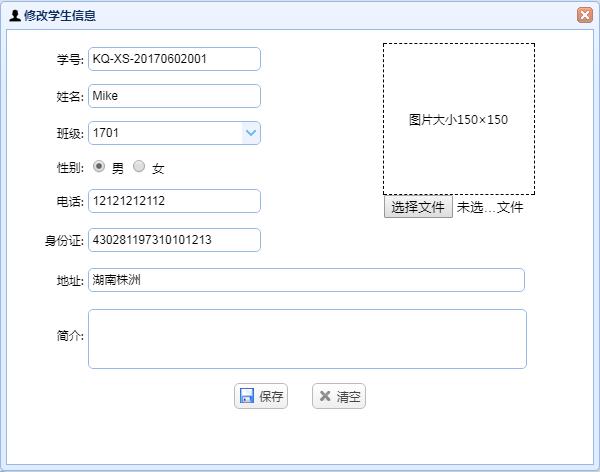 修改学生信息
学号: KQ-XS-20170602001
姓名: Mike
班级: 1701
性别: 男 女
电话: 12121212112
身份证: 430281197310101213
地址: 湖南株洲
简介:
图片大小150×150
选择文件 未选...文件
保存 清空